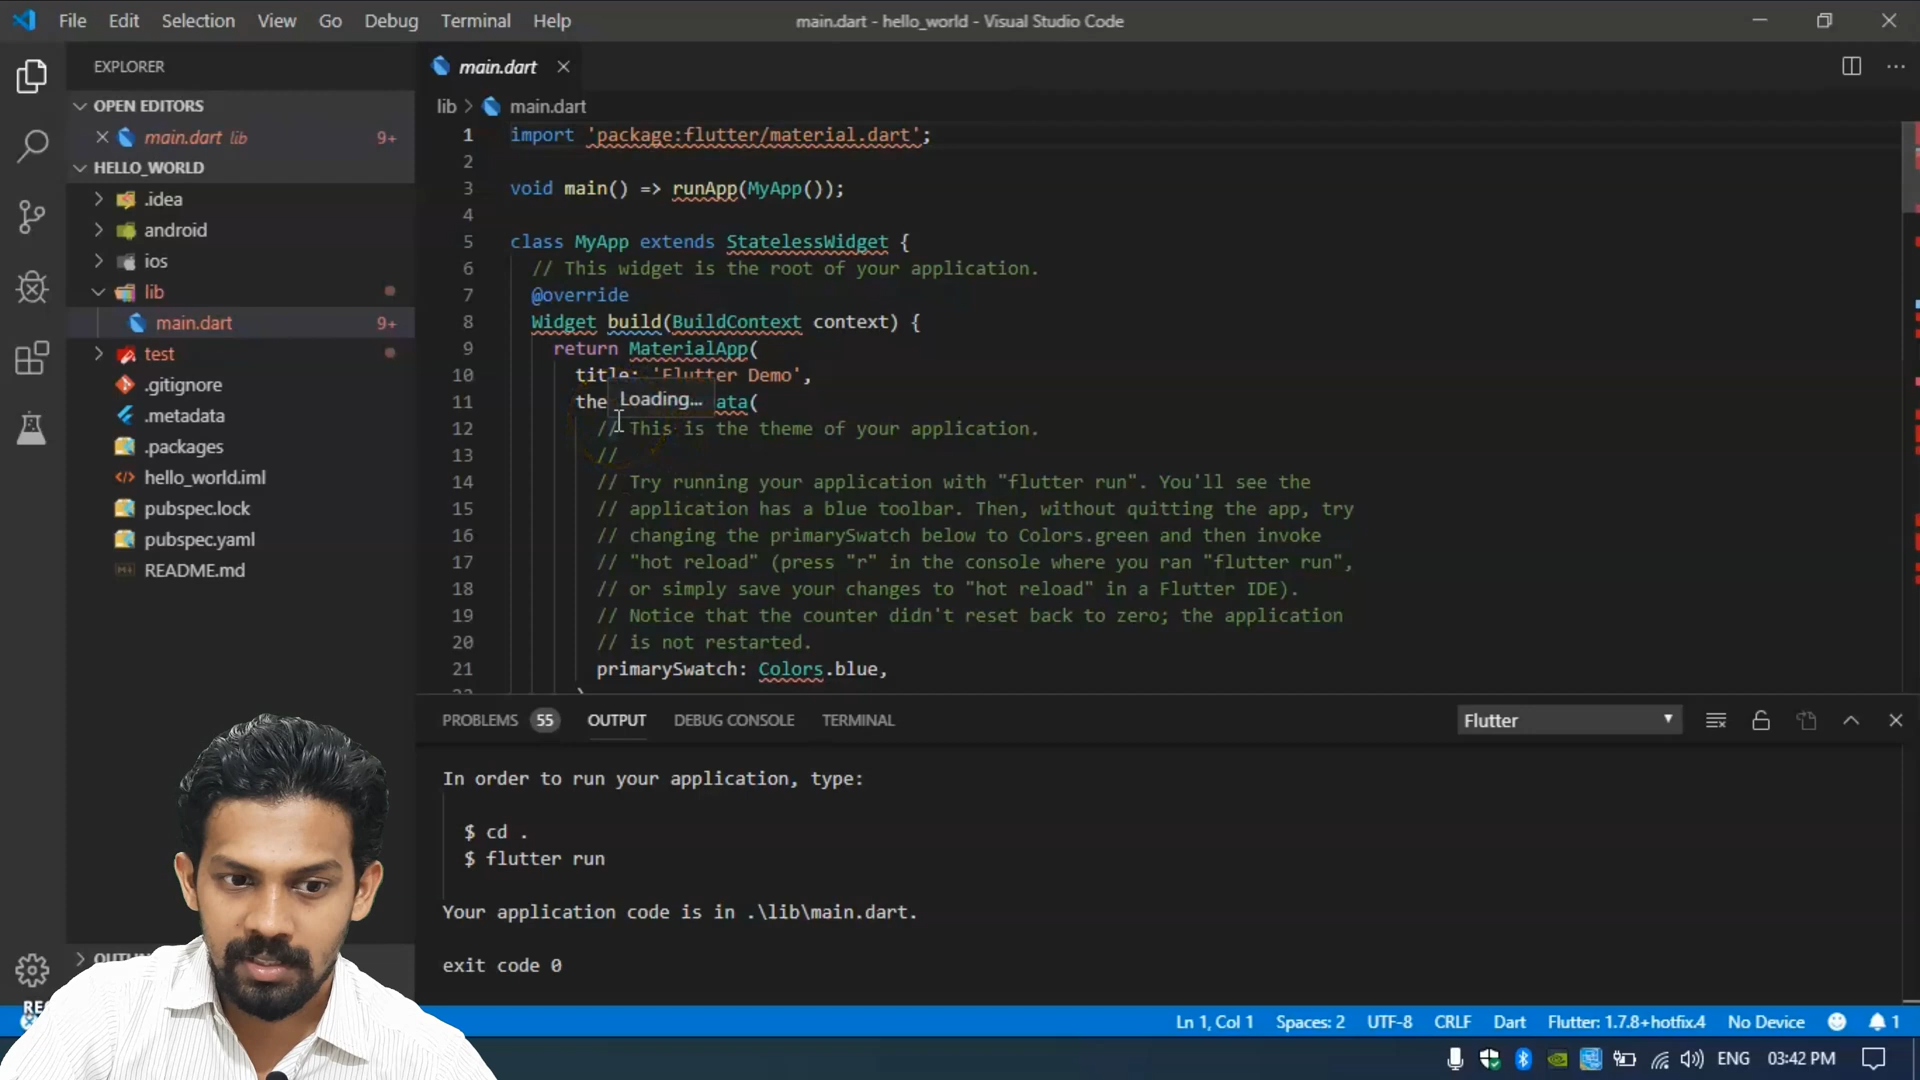 File Edit Selection View Go Debug Terminal Help
main.dart - hello_world - Visual Studio Code
EXPLORER
OPEN EDITORS
main.dart lib 9+
HELLO_WORLD
.idea
android
ios
lib
main.dart 9+
test
.gitignore
.metadata
.packages
hello_world.iml
pubspec.lock
pubspec.yaml
README.md
main.dart
lib > main.dart
1 import 'package:flutter/material.dart';
2
3 void main() => runApp(MyApp());
4
5 class MyApp extends StatelessWidget {
6 // This widget is the root of your application.
7 @override
8 Widget build(BuildContext context) {
9 return MaterialApp(
10 title: 'Flutter Demo',
11 the
Loading...
ata(
12 // This is the theme of your application.
13 //
14 // Try running your application with "flutter run". You'll see the
15 // application has a blue toolbar. Then, without quitting the app, try
16 // changing the primarySwatch below to Colors.green and then invoke
17 // "hot reload" (press "r" in the console where you ran "flutter run",
18 // or simply save your changes to "hot reload" in a Flutter IDE).
19 // Notice that the counter didn't reset back to zero; the application
20 // is not restarted.
21 primarySwatch: Colors.blue,
PROBLEMS 55 OUTPUT DEBUG CONSOLE TERMINAL
Flutter
In order to run your application, type:
$ cd .
$ flutter run
Your application code is in .\lib\main.dart.
exit code 0
Ln 1, Col 1 Spaces: 2 UTF-8 CRLF Dart Flutter: 1.7.8+hotfix.4 No Device 1
ENG 03:42 PM